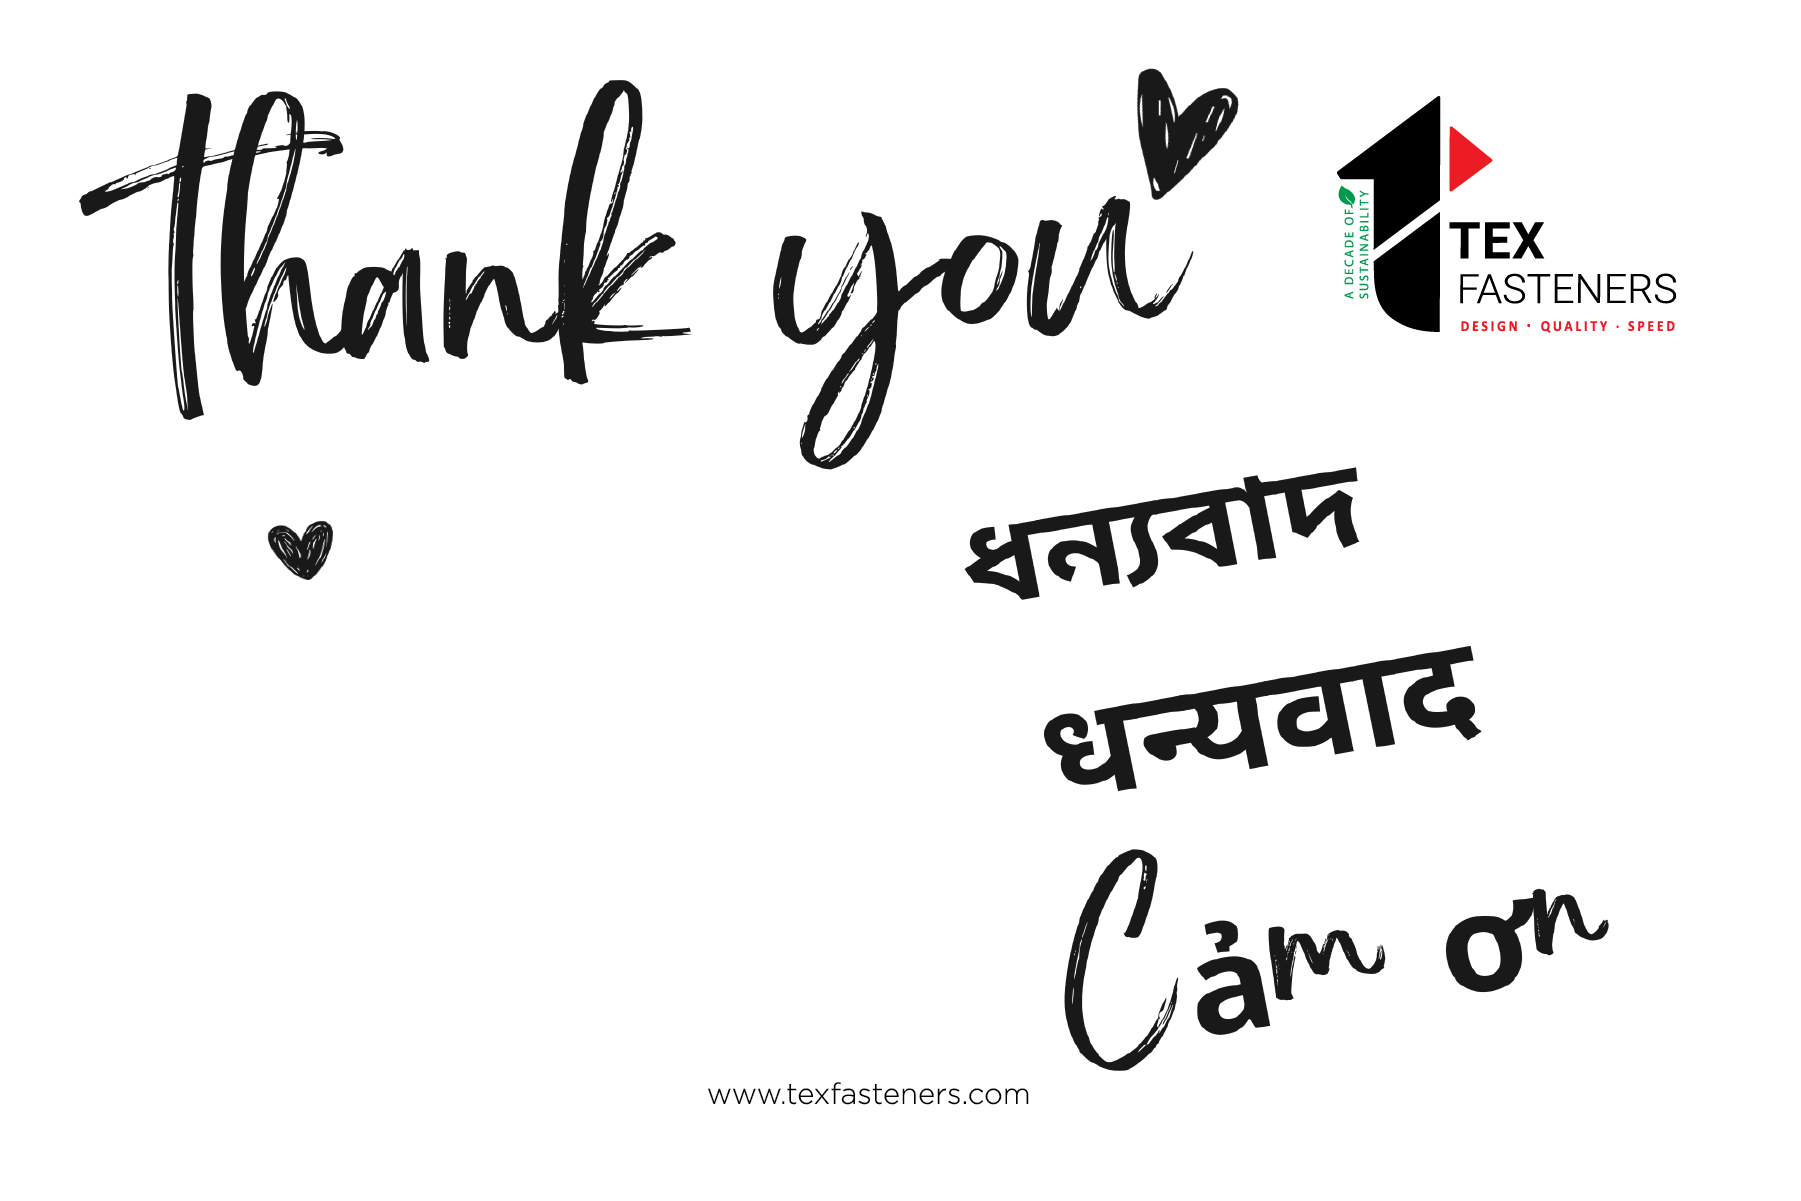 thank you
A DECADE OF
SUSTAINABILITY
TEX
FASTENERS
DESIGN · QUALITY · SPEED
ধন্যবাদ
धन्यवाद
Cảm ơn
www.texfasteners.com